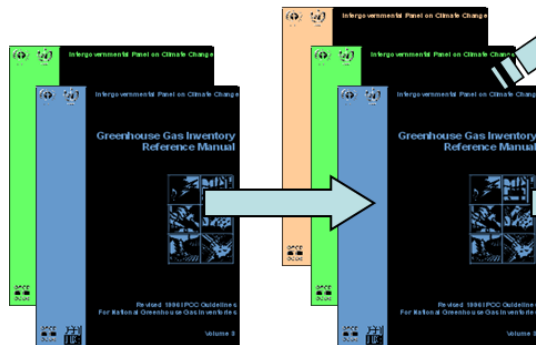 Intergovernmental Panel on Climate Change
Intergovernmental Panel on Climate Change
Greenhouse Gas Inventory
Reference Manual
Revised 1996 IPCC Guidelines
For National Greenhouse Gas Inventories
Volume 3
Intergovernmental Panel on Climate Change
Intergovernmental Panel on Climate Change
Intergovernmental Panel on Climate Change
Greenhouse Gas Inventory
Reference Manual
Revised 1996 IPCC Guidelines
For National Greenhouse Gas Inventories
Volume 3